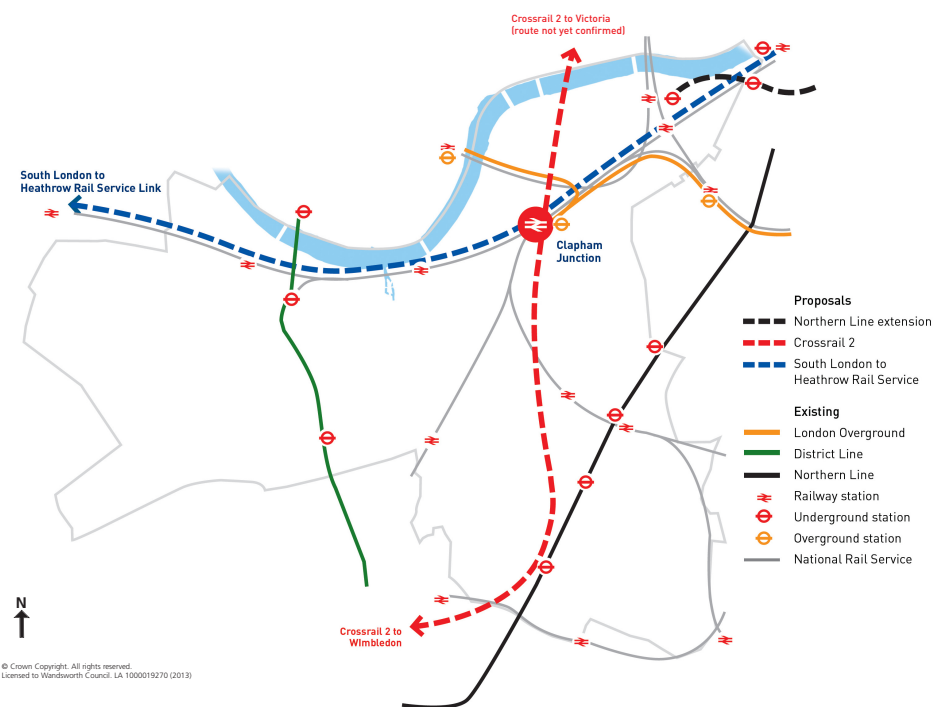 Crossrail 2 to Victoria
(route not yet confirmed)
South London to
Heathrow Rail Service Link
Clapham
Junction
Proposals
Northern Line extension
Crossrail 2
South London to
Heathrow Rail Service
Existing
London Overground
District Line
Northern Line
Railway station
Underground station
Overground station
National Rail Service
N
Crossrail 2 to
WImbledon
© Crown Copyright. All rights reserved.
Licensed to Wandsworth Council. LA 1000019270 (2013)